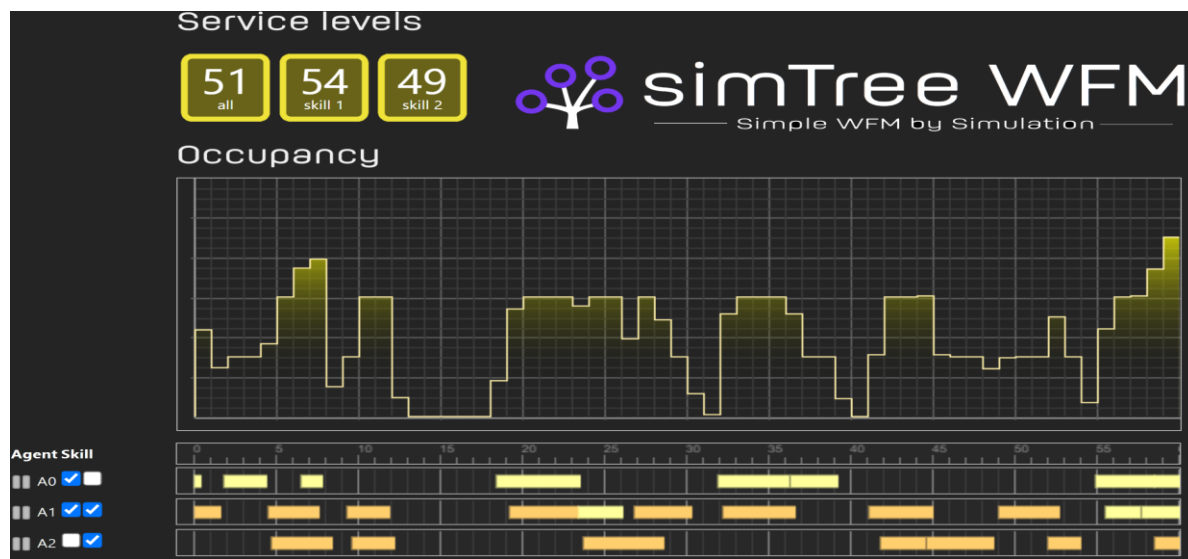 Service levels
51 54 49
all skill 1 skill 2
simTree WFM
Simple WFM by Simulation
Occupancy
0 5 10 15 20 25 30 35 40 45 50 55
Agent Skill
A0
A1
A2